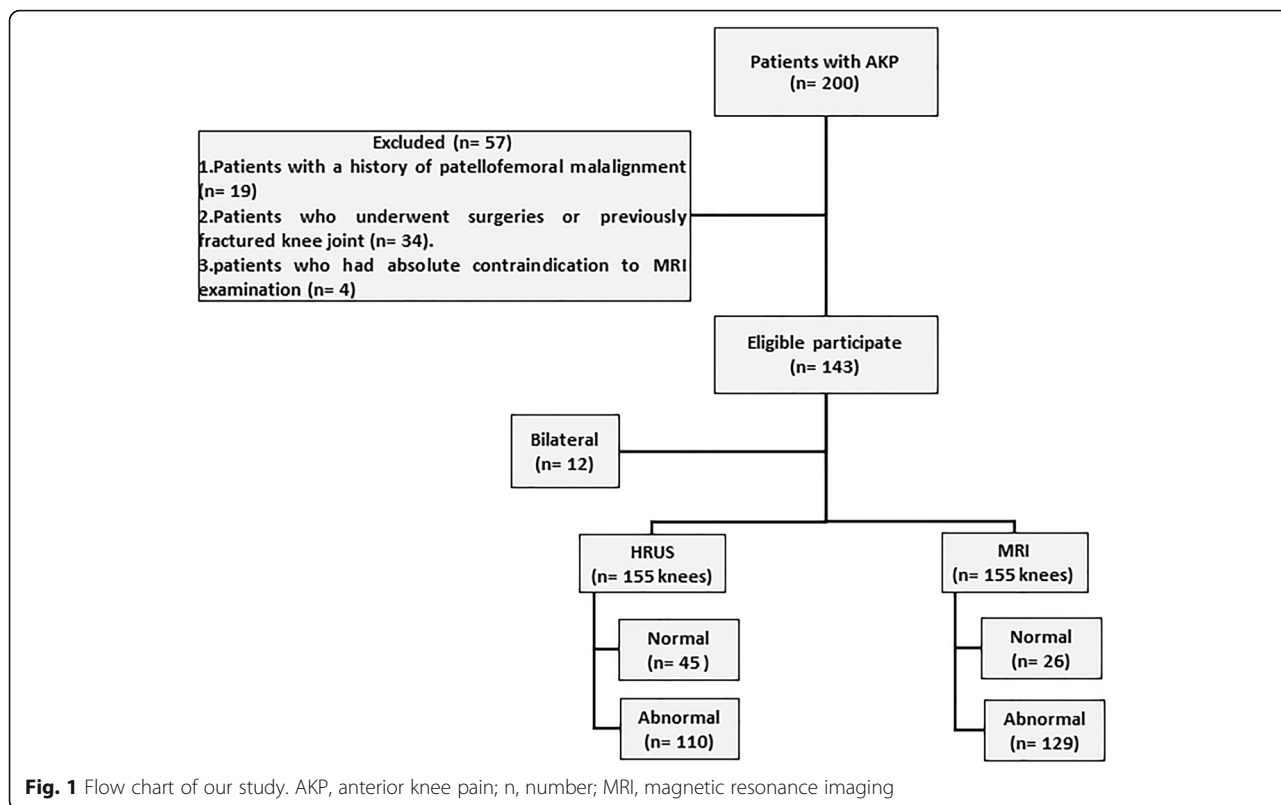 Patients with AKP
(n= 200)
Excluded (n= 57)
1.Patients with a history of patellofemoral malalignment
(n= 19)
2.Patients who underwent surgeries or previously
fractured knee joint (n= 34).
3.patients who had absolute contraindication to MRI
examination (n= 4)
Eligible participate
(n= 143)
Bilateral
(n= 12)
HRUS
(n= 155 knees)
MRI
(n= 155 knees)
Normal
(n= 45 )
Normal
(n= 26)
Abnormal
(n= 110)
Abnormal
(n= 129)
Fig. 1 Flow chart of our study. AKP, anterior knee pain; n, number; MRI, magnetic resonance imaging